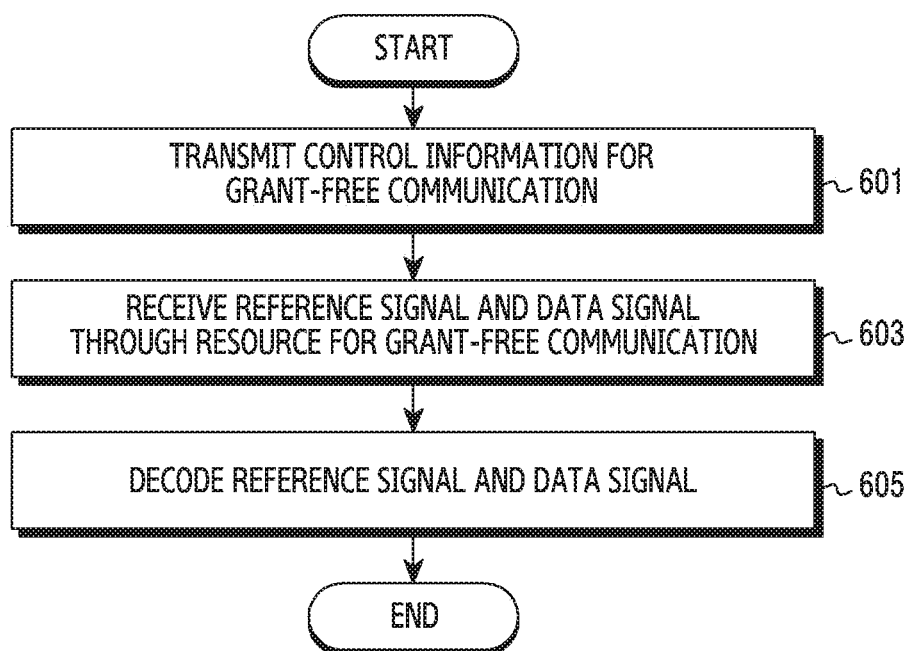 START
TRANSMIT CONTROL INFORMATION FOR
GRANT-FREE COMMUNICATION
601
RECEIVE REFERENCE SIGNAL AND DATA SIGNAL
THROUGH RESOURCE FOR GRANT-FREE COMMUNICATION
603
DECODE REFERENCE SIGNAL AND DATA SIGNAL
605
END